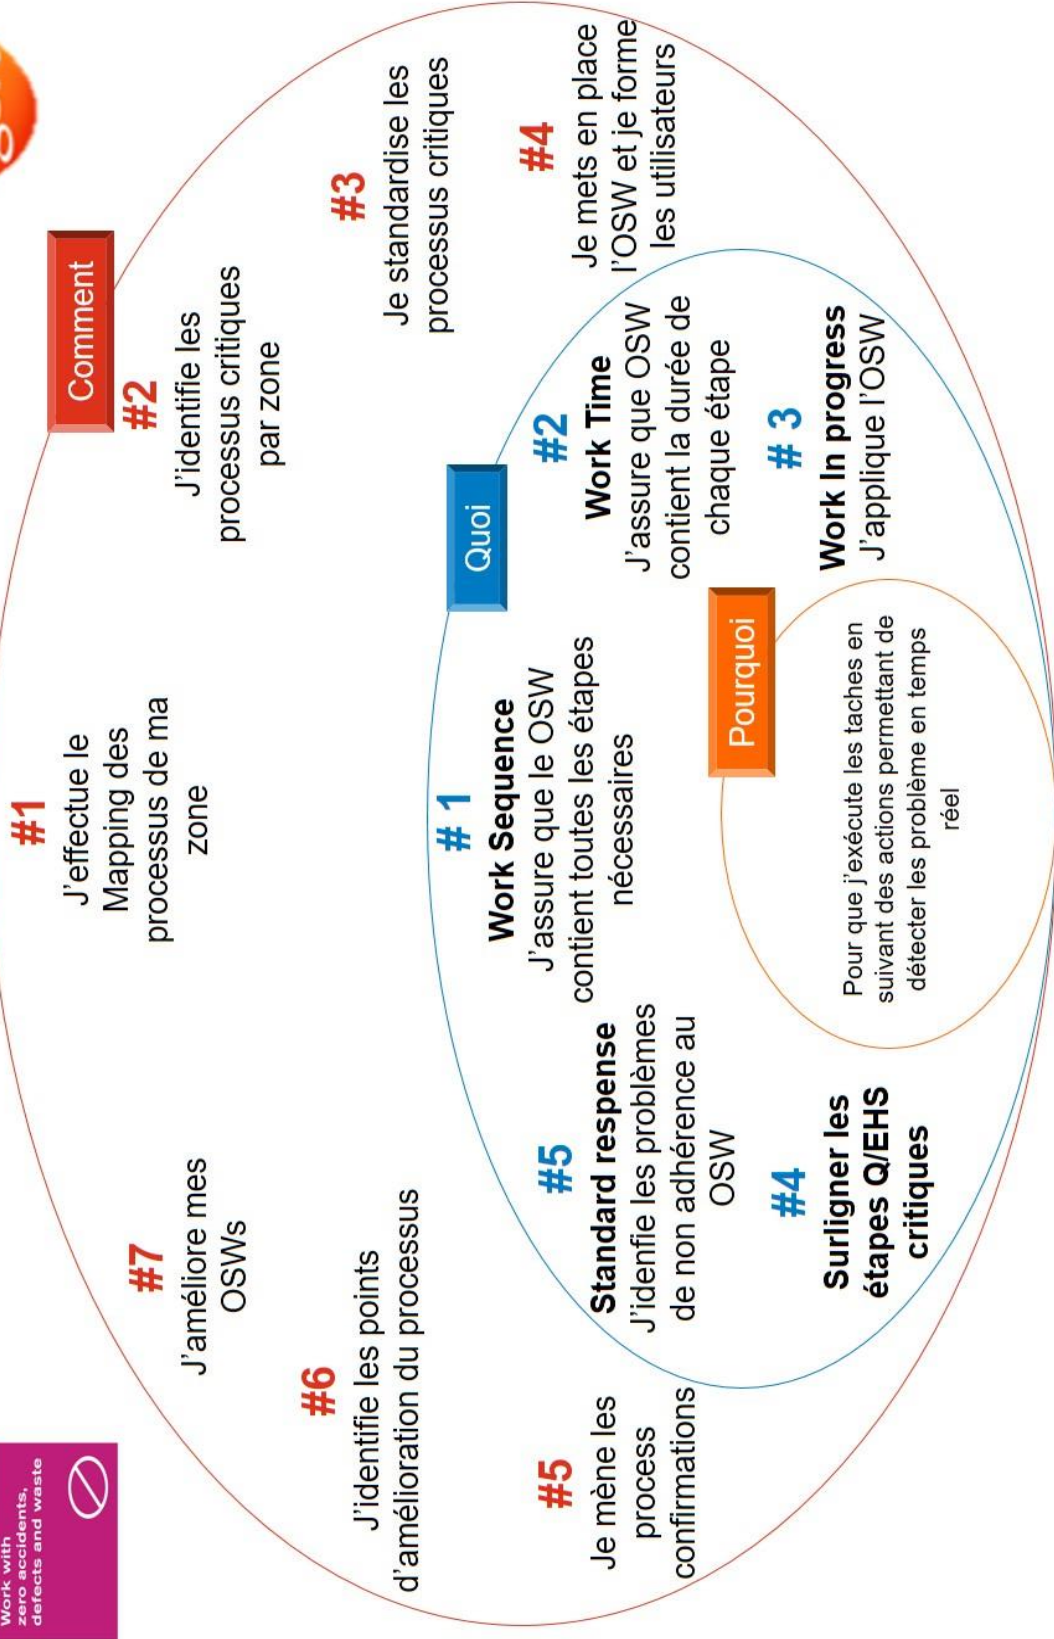 Work with
zero accidents,
defects and waste
Comment
#1
J'effectue le
Mapping des
processus de ma
zone
#2
J'identifie les
processus critiques
par zone
#3
Je standardise les
processus critiques
#4
Je mets en place
l'OSW et je forme
les utilisateurs
#5
Je mène les
process
confirmations
#6
J'identifie les points
d'amélioration du processus
#7
J'améliore mes
OSWs
Quoi
# 1
Work Sequence
J'assure que le OSW
contient toutes les étapes
nécessaires
#2
Work Time
J'assure que OSW
contient la durée de
chaque étape
# 3
Work In progress
J'applique l'OSW
#4
Surligner les
étapes Q/EHS
critiques
#5
Standard respense
J'idenfie les problèmes
de non adhérence au
OSW
Pourquoi
Pour que j'exécute les taches en
suivant des actions permettant de
détecter les problème en temps
réel